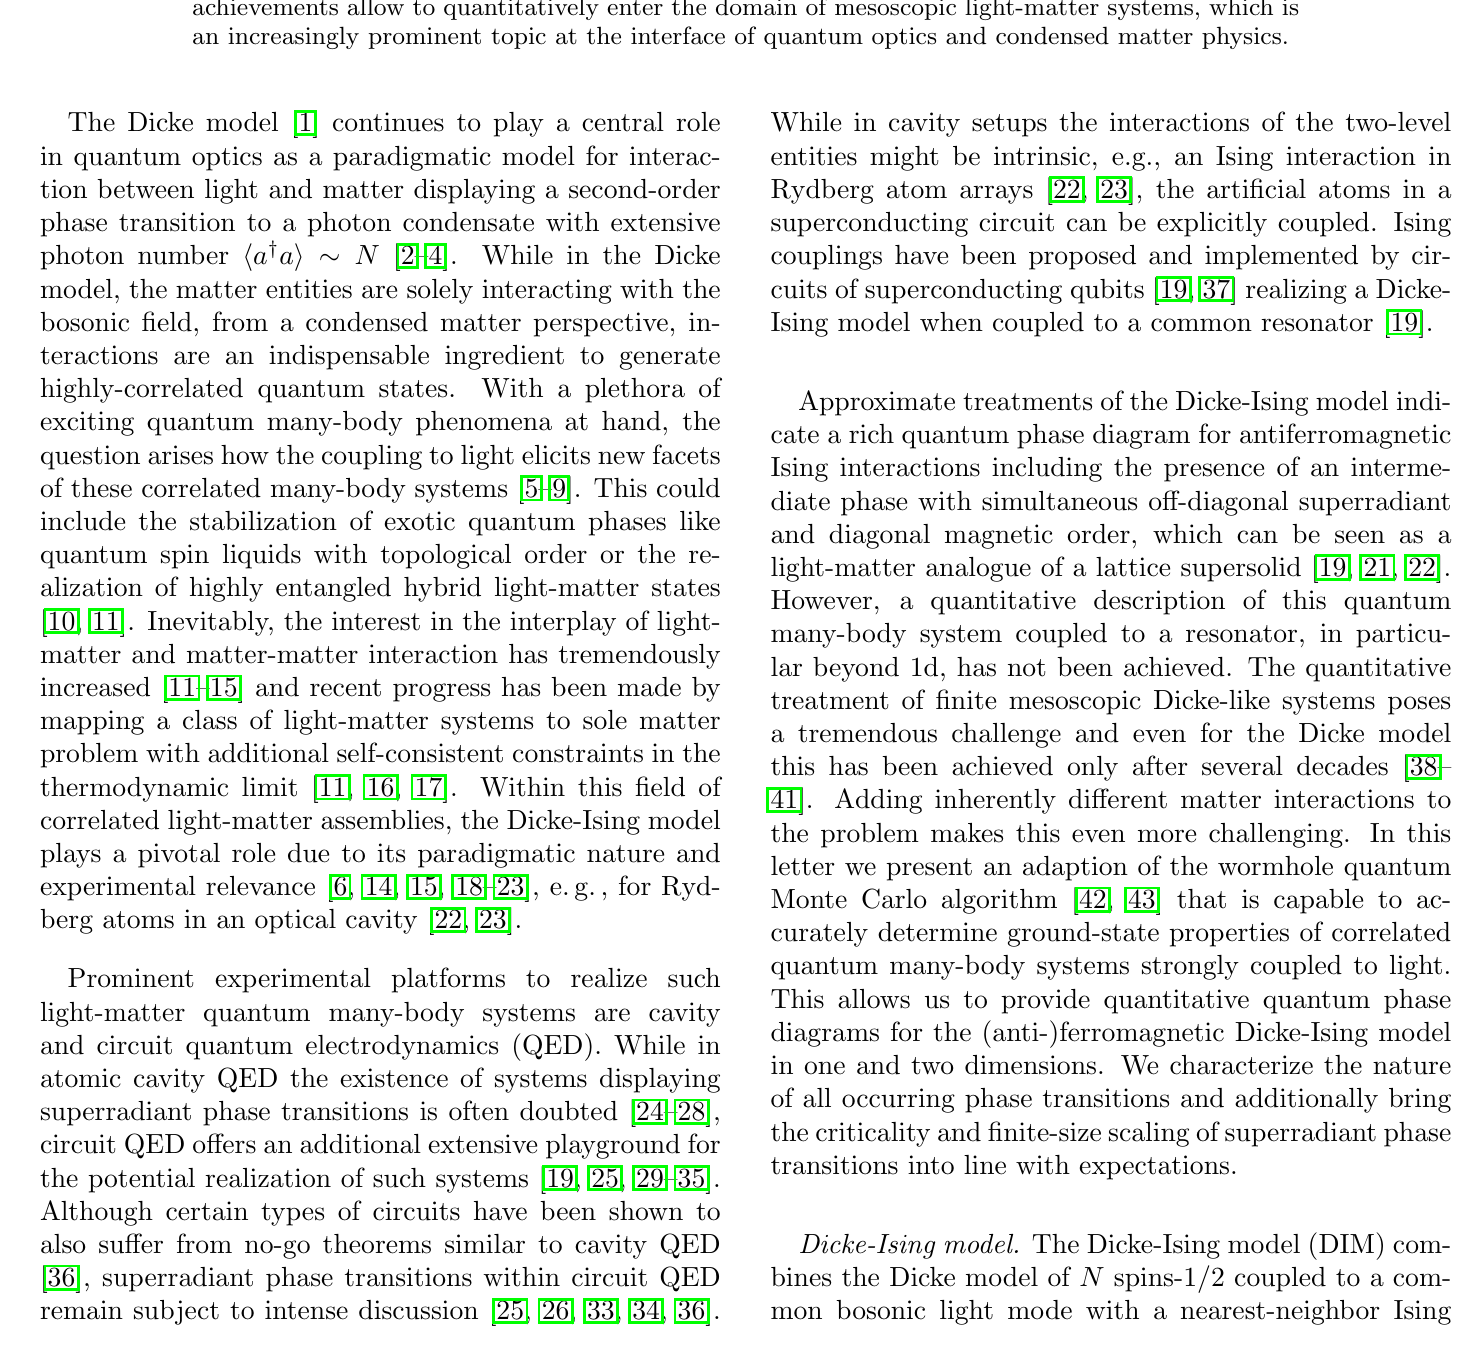 achievements allow to quantitatively enter the domain of mesoscopic light-matter systems, which is
an increasingly prominent topic at the interface of quantum optics and condensed matter physics.
The Dicke model [1] continues to play a central role
in quantum optics as a paradigmatic model for interac-
tion between light and matter displaying a second-order
phase transition to a photon condensate with extensive
photon number ⟨a†a⟩ ∼ N [2–4]. While in the Dicke
model, the matter entities are solely interacting with the
bosonic field, from a condensed matter perspective, in-
teractions are an indispensable ingredient to generate
highly-correlated quantum states. With a plethora of
exciting quantum many-body phenomena at hand, the
question arises how the coupling to light elicits new facets
of these correlated many-body systems [5–9]. This could
include the stabilization of exotic quantum phases like
quantum spin liquids with topological order or the re-
alization of highly entangled hybrid light-matter states
[10, 11]. Inevitably, the interest in the interplay of light-
matter and matter-matter interaction has tremendously
increased [11–15] and recent progress has been made by
mapping a class of light-matter systems to sole matter
problem with additional self-consistent constraints in the
thermodynamic limit [11, 16, 17]. Within this field of
correlated light-matter assemblies, the Dicke-Ising model
plays a pivotal role due to its paradigmatic nature and
experimental relevance [6, 14, 15, 18–23], e. g. , for Ryd-
berg atoms in an optical cavity [22, 23].
Prominent experimental platforms to realize such
light-matter quantum many-body systems are cavity
and circuit quantum electrodynamics (QED). While in
atomic cavity QED the existence of systems displaying
superradiant phase transitions is often doubted [24–28],
circuit QED offers an additional extensive playground for
the potential realization of such systems [19, 25, 29–35].
Although certain types of circuits have been shown to
also suffer from no-go theorems similar to cavity QED
[36], superradiant phase transitions within circuit QED
remain subject to intense discussion [25, 26, 33, 34, 36].
While in cavity setups the interactions of the two-level
entities might be intrinsic, e.g., an Ising interaction in
Rydberg atom arrays [22, 23], the artificial atoms in a
superconducting circuit can be explicitly coupled. Ising
couplings have been proposed and implemented by cir-
cuits of superconducting qubits [19, 37] realizing a Dicke-
Ising model when coupled to a common resonator [19].
Approximate treatments of the Dicke-Ising model indi-
cate a rich quantum phase diagram for antiferromagnetic
Ising interactions including the presence of an interme-
diate phase with simultaneous off-diagonal superradiant
and diagonal magnetic order, which can be seen as a
light-matter analogue of a lattice supersolid [19, 21, 22].
However, a quantitative description of this quantum
many-body system coupled to a resonator, in particu-
lar beyond 1d, has not been achieved. The quantitative
treatment of finite mesoscopic Dicke-like systems poses
a tremendous challenge and even for the Dicke model
this has been achieved only after several decades [38–
41]. Adding inherently different matter interactions to
the problem makes this even more challenging. In this
letter we present an adaption of the wormhole quantum
Monte Carlo algorithm [42, 43] that is capable to ac-
curately determine ground-state properties of correlated
quantum many-body systems strongly coupled to light.
This allows us to provide quantitative quantum phase
diagrams for the (anti-)ferromagnetic Dicke-Ising model
in one and two dimensions. We characterize the nature
of all occurring phase transitions and additionally bring
the criticality and finite-size scaling of superradiant phase
transitions into line with expectations.
Dicke-Ising model. The Dicke-Ising model (DIM) com-
bines the Dicke model of N spins-1/2 coupled to a com-
mon bosonic light mode with a nearest-neighbor Ising